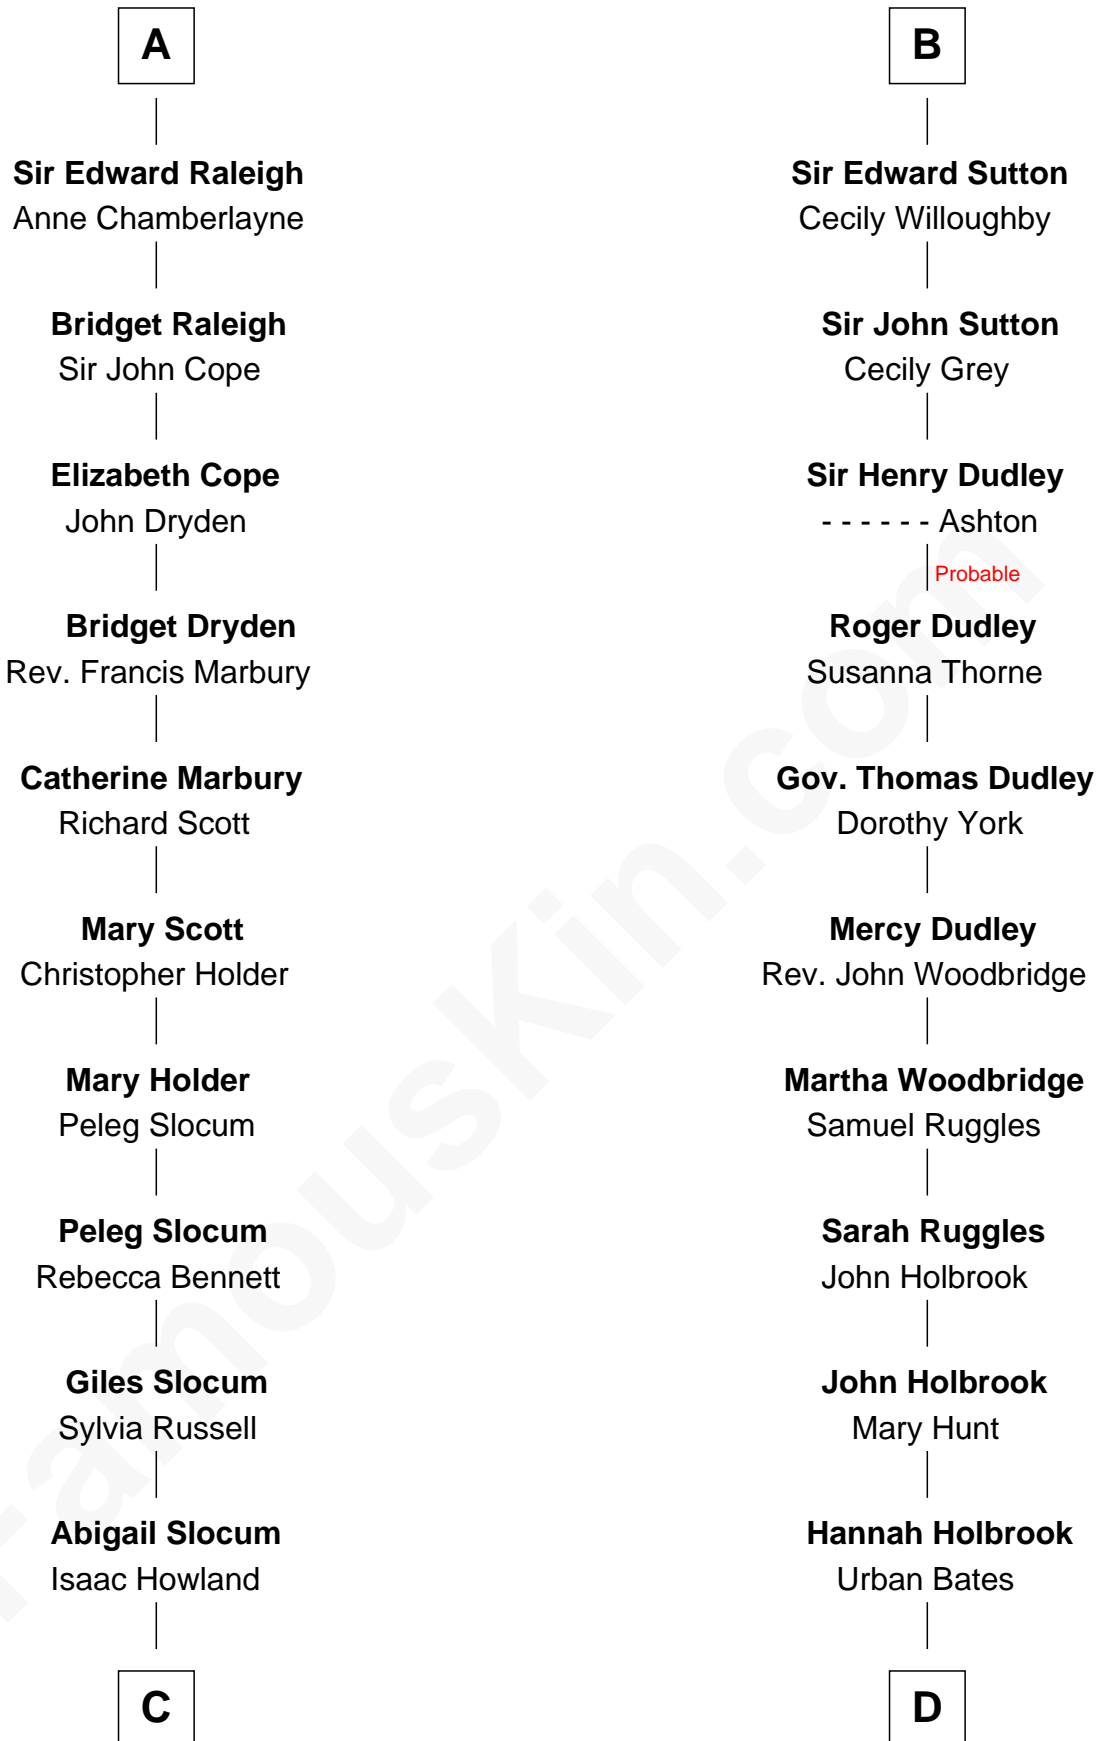 A
Sir Edward Raleigh
Anne Chamberlayne
Bridget Raleigh
Sir John Cope
Elizabeth Cope
John Dryden
Bridget Dryden
Rev. Francis Marbury
Catherine Marbury
Richard Scott
Mary Scott
Christopher Holder
Mary Holder
Peleg Slocum
Peleg Slocum
Rebecca Bennett
Giles Slocum
Sylvia Russell
Abigail Slocum
Isaac Howland
C
B
Sir Edward Sutton
Cecily Willoughby
Sir John Sutton
Cecily Grey
Sir Henry Dudley
- - - - - - Ashton
Probable
Roger Dudley
Susanna Thorne
Gov. Thomas Dudley
Dorothy York
Mercy Dudley
Rev. John Woodbridge
Martha Woodbridge
Samuel Ruggles
Sarah Ruggles
John Holbrook
John Holbrook
Mary Hunt
Hannah Holbrook
Urban Bates
D
FamousKin.com